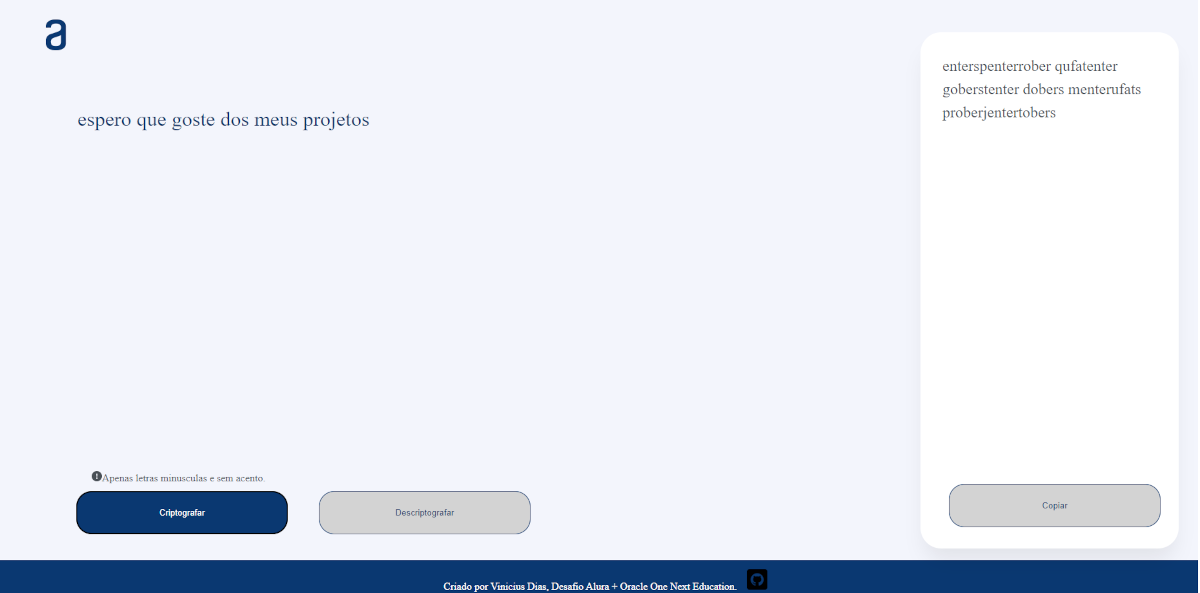 a
espero que goste dos meus projetos
enterspenterrober qufatenter
goberstenter dobers menterufats
proberjentertobers
Apenas letras minusculas e sem acento.
Criptografar
Descriptografar
Copiar
Criado por Vinicius Dias, Desafio Alura + Oracle One Next Education.